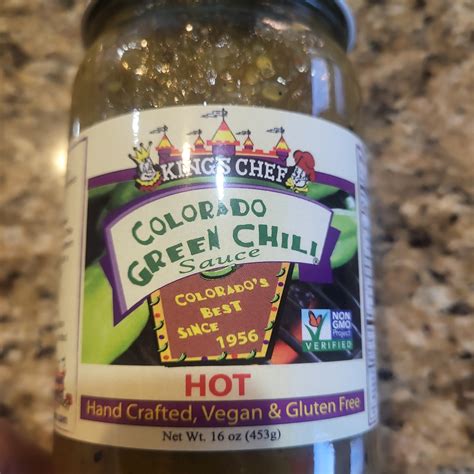 KING'S CHEF
COLORADO
GREEN CHILI®
Sauce
COLORADO'S
BEST
SINCE
1956
NON
GMO
Project
VERIFIED
HOT
Hand Crafted, Vegan & Gluten Free
Net Wt. 16 oz (453g)